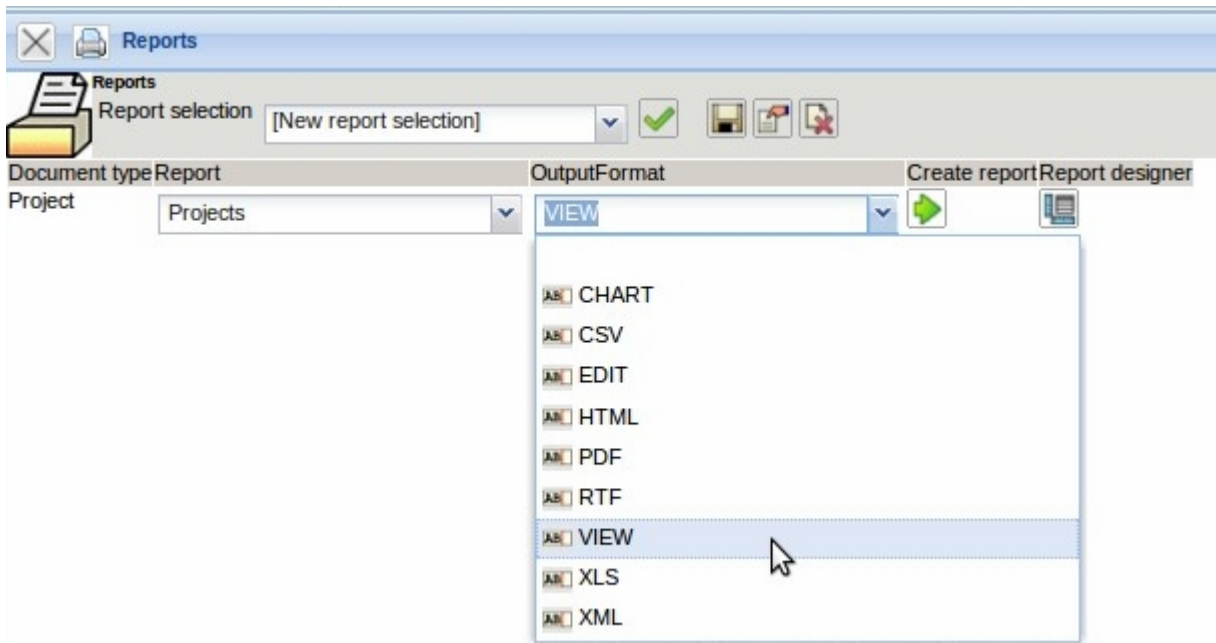 Reports
Reports
Report selection [New report selection]
Document type Report OutputFormat Create report Report designer
Project Projects VIEW
CHART
CSV
EDIT
HTML
PDF
RTF
VIEW
XLS
XML